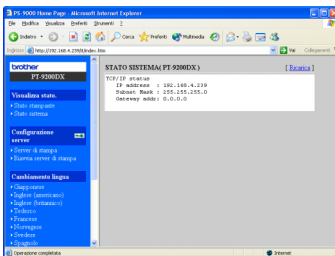 PS-9000 Home Page - Microsoft Internet Explorer
File Modifica Visualizza Preferiti Strumenti ?
Indietro Cerca Preferiti Multimedia
Indirizzo http://192.168.4.239/it/index.htm Vai Collegamenti
brother
PT-9200DX
Visualizza stato.
Stato stampante
Stato sistema
Configurazione server
Server di stampa
Riavvia server di stampa
Cambiamento lingua
Giapponese
Inglese (americano)
Inglese (britannico)
Tedesco
Francese
Norvegese
Svedese
Spagnolo
STATO SISTEMA( PT-9200DX) [ Ricarica ]
TCP/IP status
IP address : 192.168.4.239
Subnet Mask : 255.255.255.0
Gateway addr: 0.0.0.0
Operazione completata Internet